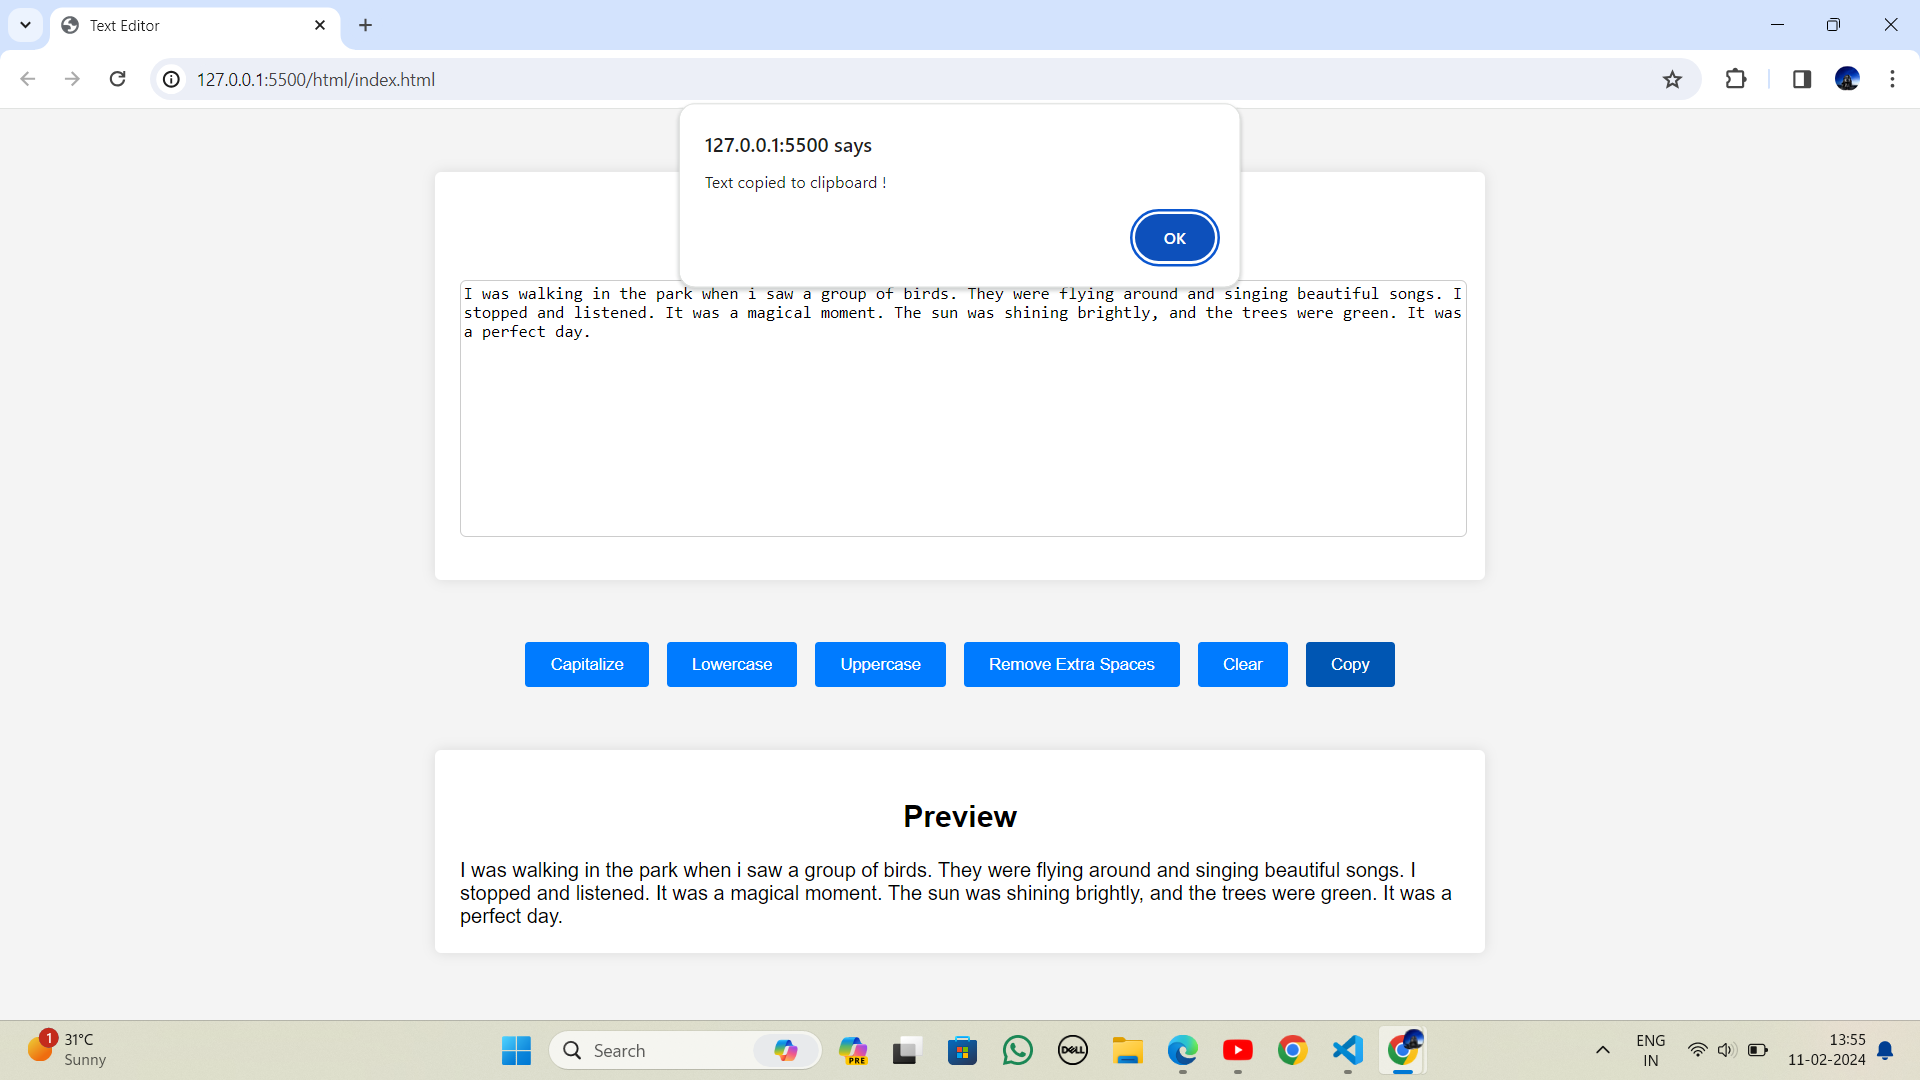 Text Editor
127.0.0.1:5500/html/index.html
127.0.0.1:5500 says
Text copied to clipboard !
OK
I was walking in the park when i saw a group of birds. They were flying around and singing beautiful songs. I
stopped and listened. It was a magical moment. The sun was shining brightly, and the trees were green. It was
a perfect day.
Capitalize
Lowercase
Uppercase
Remove Extra Spaces
Clear
Copy
Preview
I was walking in the park when i saw a group of birds. They were flying around and singing beautiful songs. I
stopped and listened. It was a magical moment. The sun was shining brightly, and the trees were green. It was a
perfect day.
1
31°C
Sunny
Search
PRE
DELL
ENG
IN
13:55
11-02-2024